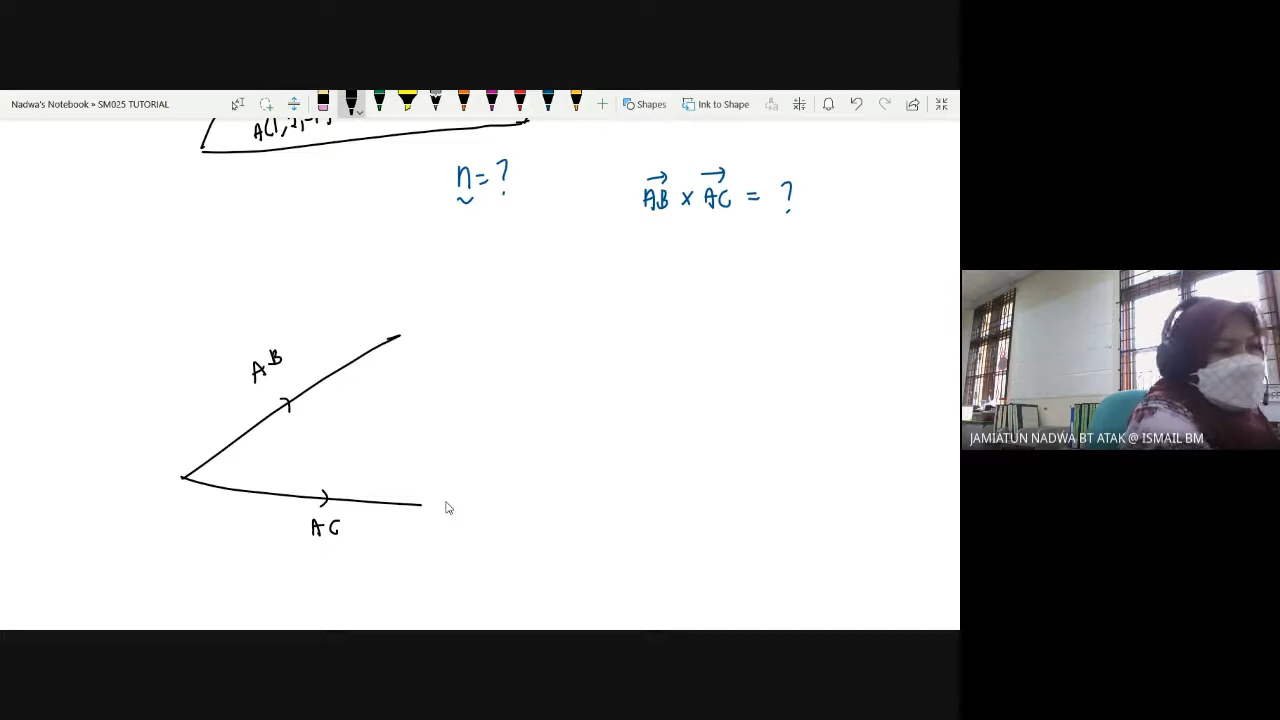 Nadwa's Notebook » SM025 TUTORIAL
Shapes
Ink to Shape
n = ?
AB × AC = ?
AB
AC
JAMIATUN NADWA BT ATAK @ ISMAIL BM